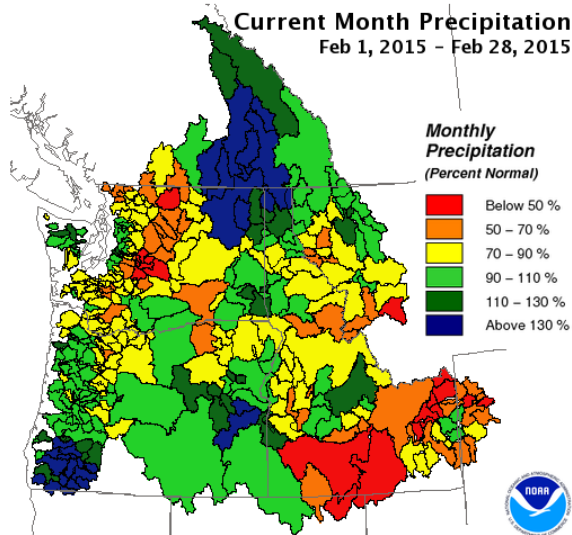 Current Month Precipitation
Feb 1, 2015 – Feb 28, 2015
Monthly
Precipitation
(Percent Normal)
Below 50 %
50 – 70 %
70 – 90 %
90 – 110 %
110 – 130 %
Above 130 %
NOAA